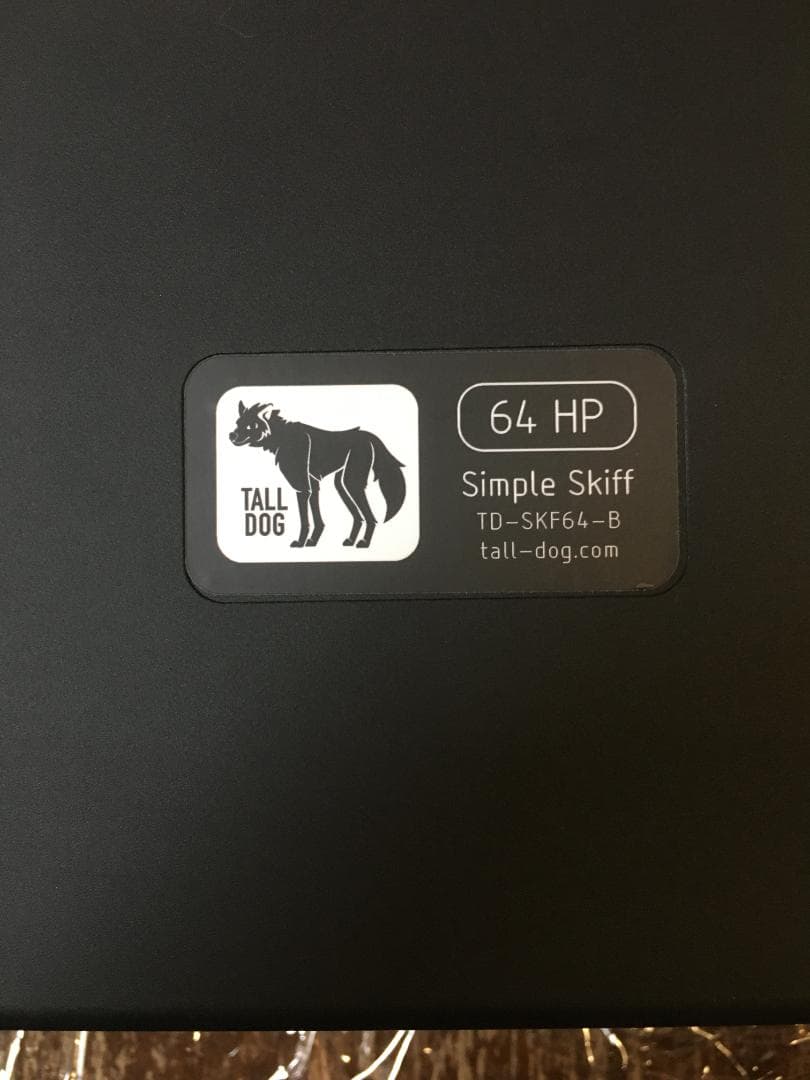 TALL
DOG
64 HP
Simple Skiff
TD-SKF64-B
tall-dog.com